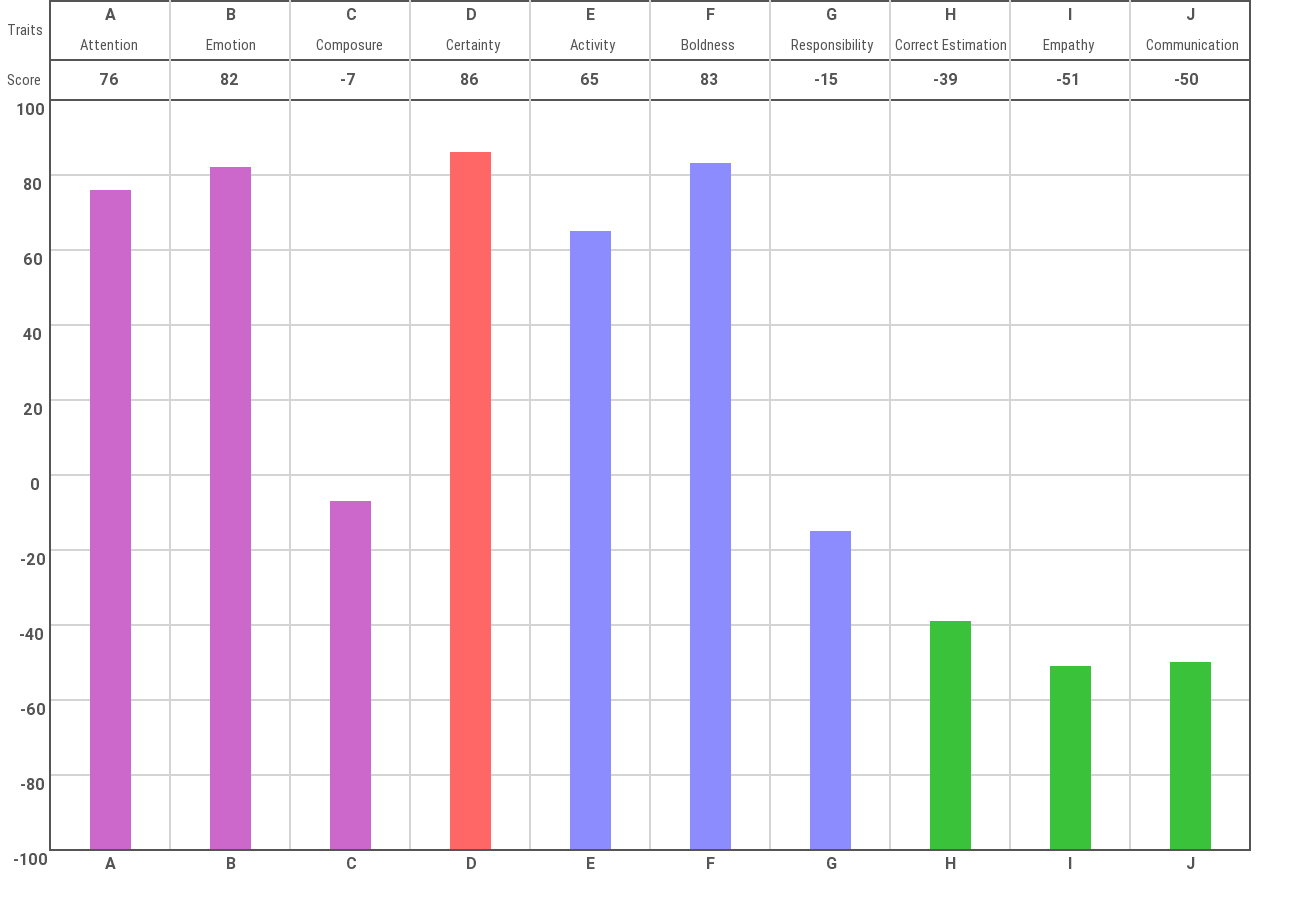 A B C D E F G H I J
Traits
Attention Emotion Composure Certainty Activity Boldness Responsibility Correct Estimation Empathy Communication
Score 76 82 -7 86 65 83 -15 -39 -51 -50
100
80
60
40
20
0
-20
-40
-60
-80
-100
A B C D E F G H I J